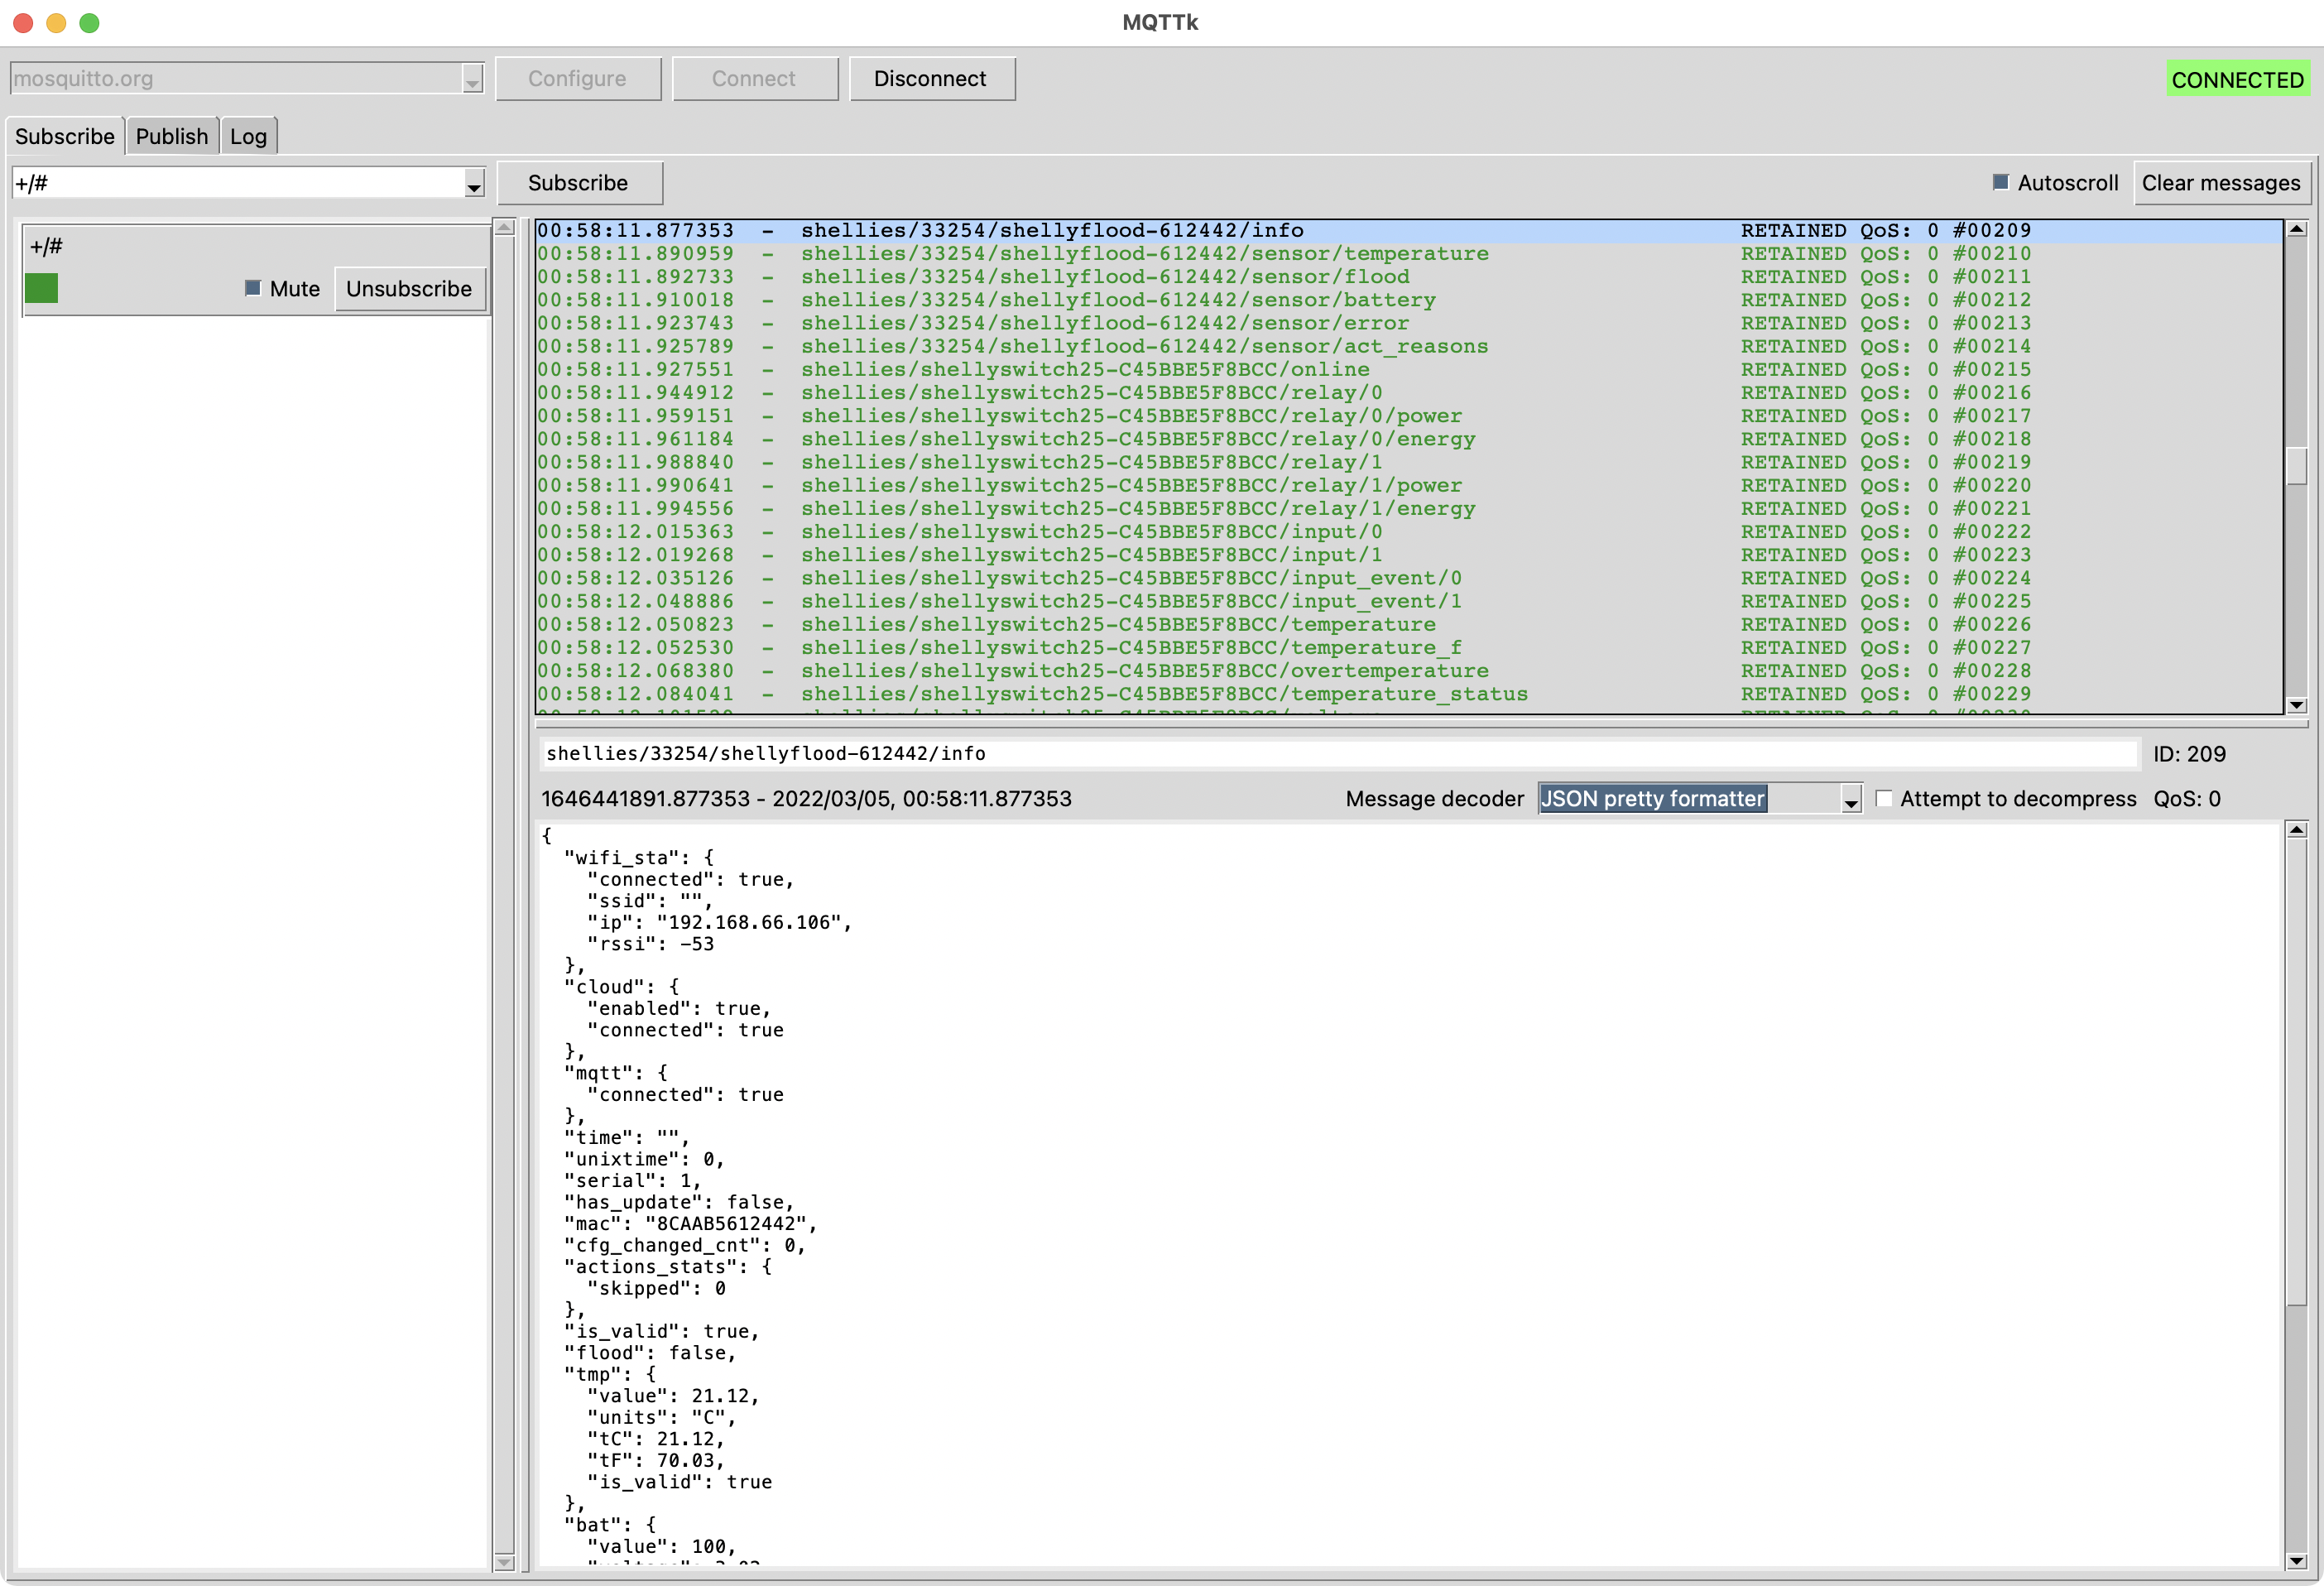 MQTTk
mosquitto.org Configure Connect Disconnect CONNECTED
Subscribe Publish Log
+/# Subscribe Autoscroll Clear messages
+/#
Mute Unsubscribe
00:58:11.877353 - shellies/33254/shellyflood-612442/info RETAINED QoS: 0 #00209
00:58:11.890959 - shellies/33254/shellyflood-612442/sensor/temperature RETAINED QoS: 0 #00210
00:58:11.892733 - shellies/33254/shellyflood-612442/sensor/flood RETAINED QoS: 0 #00211
00:58:11.910018 - shellies/33254/shellyflood-612442/sensor/battery RETAINED QoS: 0 #00212
00:58:11.923743 - shellies/33254/shellyflood-612442/sensor/error RETAINED QoS: 0 #00213
00:58:11.925789 - shellies/33254/shellyflood-612442/sensor/act_reasons RETAINED QoS: 0 #00214
00:58:11.927551 - shellies/shellyswitch25-C45BBE5F8BCC/online RETAINED QoS: 0 #00215
00:58:11.944912 - shellies/shellyswitch25-C45BBE5F8BCC/relay/0 RETAINED QoS: 0 #00216
00:58:11.959151 - shellies/shellyswitch25-C45BBE5F8BCC/relay/0/power RETAINED QoS: 0 #00217
00:58:11.961184 - shellies/shellyswitch25-C45BBE5F8BCC/relay/0/energy RETAINED QoS: 0 #00218
00:58:11.988840 - shellies/shellyswitch25-C45BBE5F8BCC/relay/1 RETAINED QoS: 0 #00219
00:58:11.990641 - shellies/shellyswitch25-C45BBE5F8BCC/relay/1/power RETAINED QoS: 0 #00220
00:58:11.994556 - shellies/shellyswitch25-C45BBE5F8BCC/relay/1/energy RETAINED QoS: 0 #00221
00:58:12.015363 - shellies/shellyswitch25-C45BBE5F8BCC/input/0 RETAINED QoS: 0 #00222
00:58:12.019268 - shellies/shellyswitch25-C45BBE5F8BCC/input/1 RETAINED QoS: 0 #00223
00:58:12.035126 - shellies/shellyswitch25-C45BBE5F8BCC/input_event/0 RETAINED QoS: 0 #00224
00:58:12.048886 - shellies/shellyswitch25-C45BBE5F8BCC/input_event/1 RETAINED QoS: 0 #00225
00:58:12.050823 - shellies/shellyswitch25-C45BBE5F8BCC/temperature RETAINED QoS: 0 #00226
00:58:12.052530 - shellies/shellyswitch25-C45BBE5F8BCC/temperature_f RETAINED QoS: 0 #00227
00:58:12.068380 - shellies/shellyswitch25-C45BBE5F8BCC/overtemperature RETAINED QoS: 0 #00228
00:58:12.084041 - shellies/shellyswitch25-C45BBE5F8BCC/temperature_status RETAINED QoS: 0 #00229
shellies/33254/shellyflood-612442/info ID: 209
1646441891.877353 - 2022/03/05, 00:58:11.877353 Message decoder JSON pretty formatter Attempt to decompress QoS: 0
{
"wifi_sta": {
"connected": true,
"ssid": "",
"ip": "192.168.66.106",
"rssi": -53
},
"cloud": {
"enabled": true,
"connected": true
},
"mqtt": {
"connected": true
},
"time": "",
"unixtime": 0,
"serial": 1,
"has_update": false,
"mac": "8CAAB5612442",
"cfg_changed_cnt": 0,
"actions_stats": {
"skipped": 0
},
"is_valid": true,
"flood": false,
"tmp": {
"value": 21.12,
"units": "C",
"tC": 21.12,
"tF": 70.03,
"is_valid": true
},
"bat": {
"value": 100,